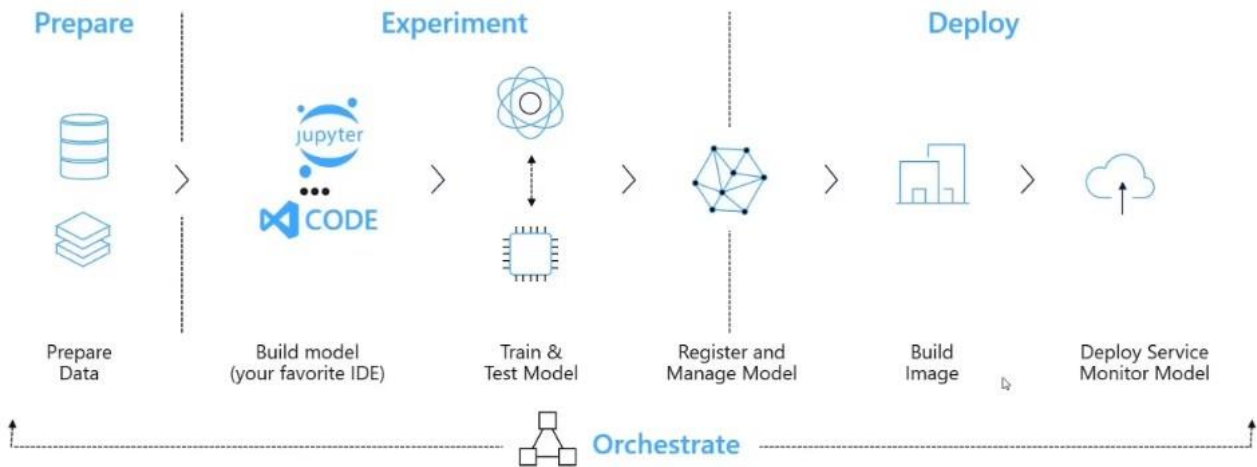 Prepare
Experiment
Deploy
jupyter
CODE
Prepare
Data
Build model
(your favorite IDE)
Train &
Test Model
Register and
Manage Model
Build
Image
Deploy Service
Monitor Model
Orchestrate